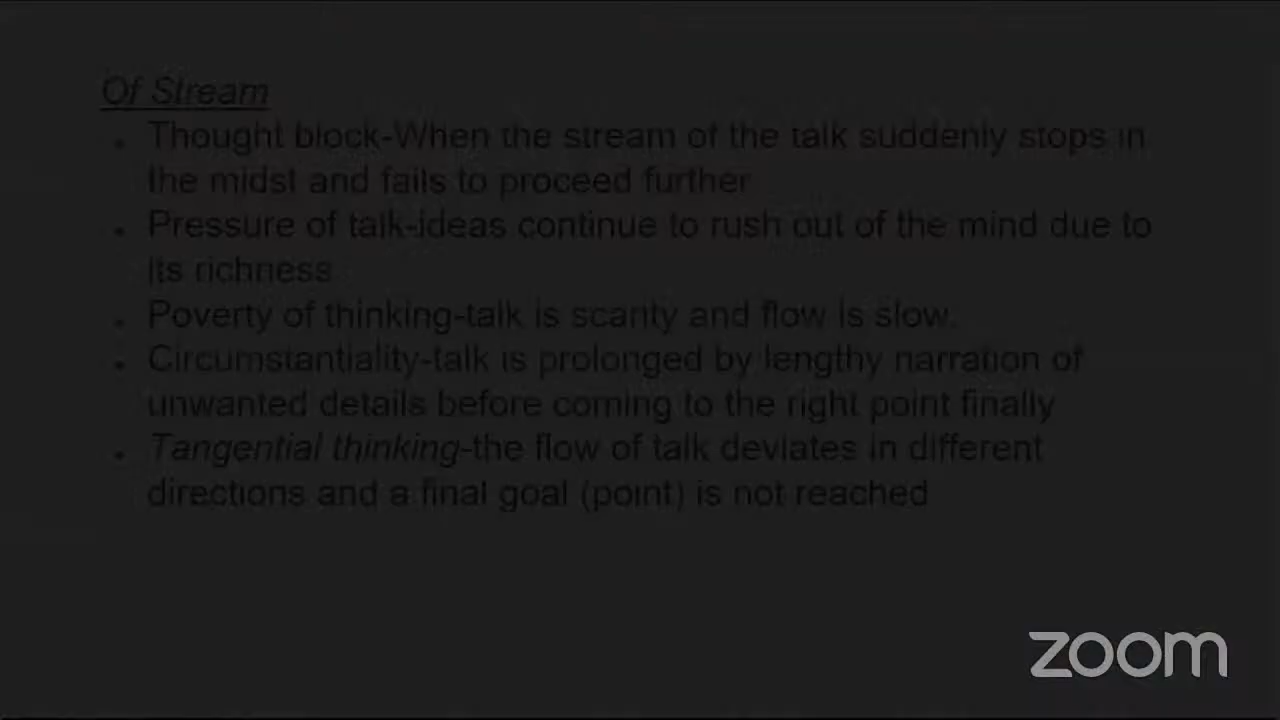 Of Stream
. Thought block-When the stream of the talk suddenly stops in
the midst and fails to proceed further
. Pressure of talk-ideas continue to rush out of the mind due to
its richness
. Poverty of thinking-talk is scanty and flow is slow.
. Circumstantiality-talk is prolonged by lengthy narration of
unwanted details before coming to the right point finally
. Tangential thinking-the flow of talk deviates in different
directions and a final goal (point) is not reached
zoom